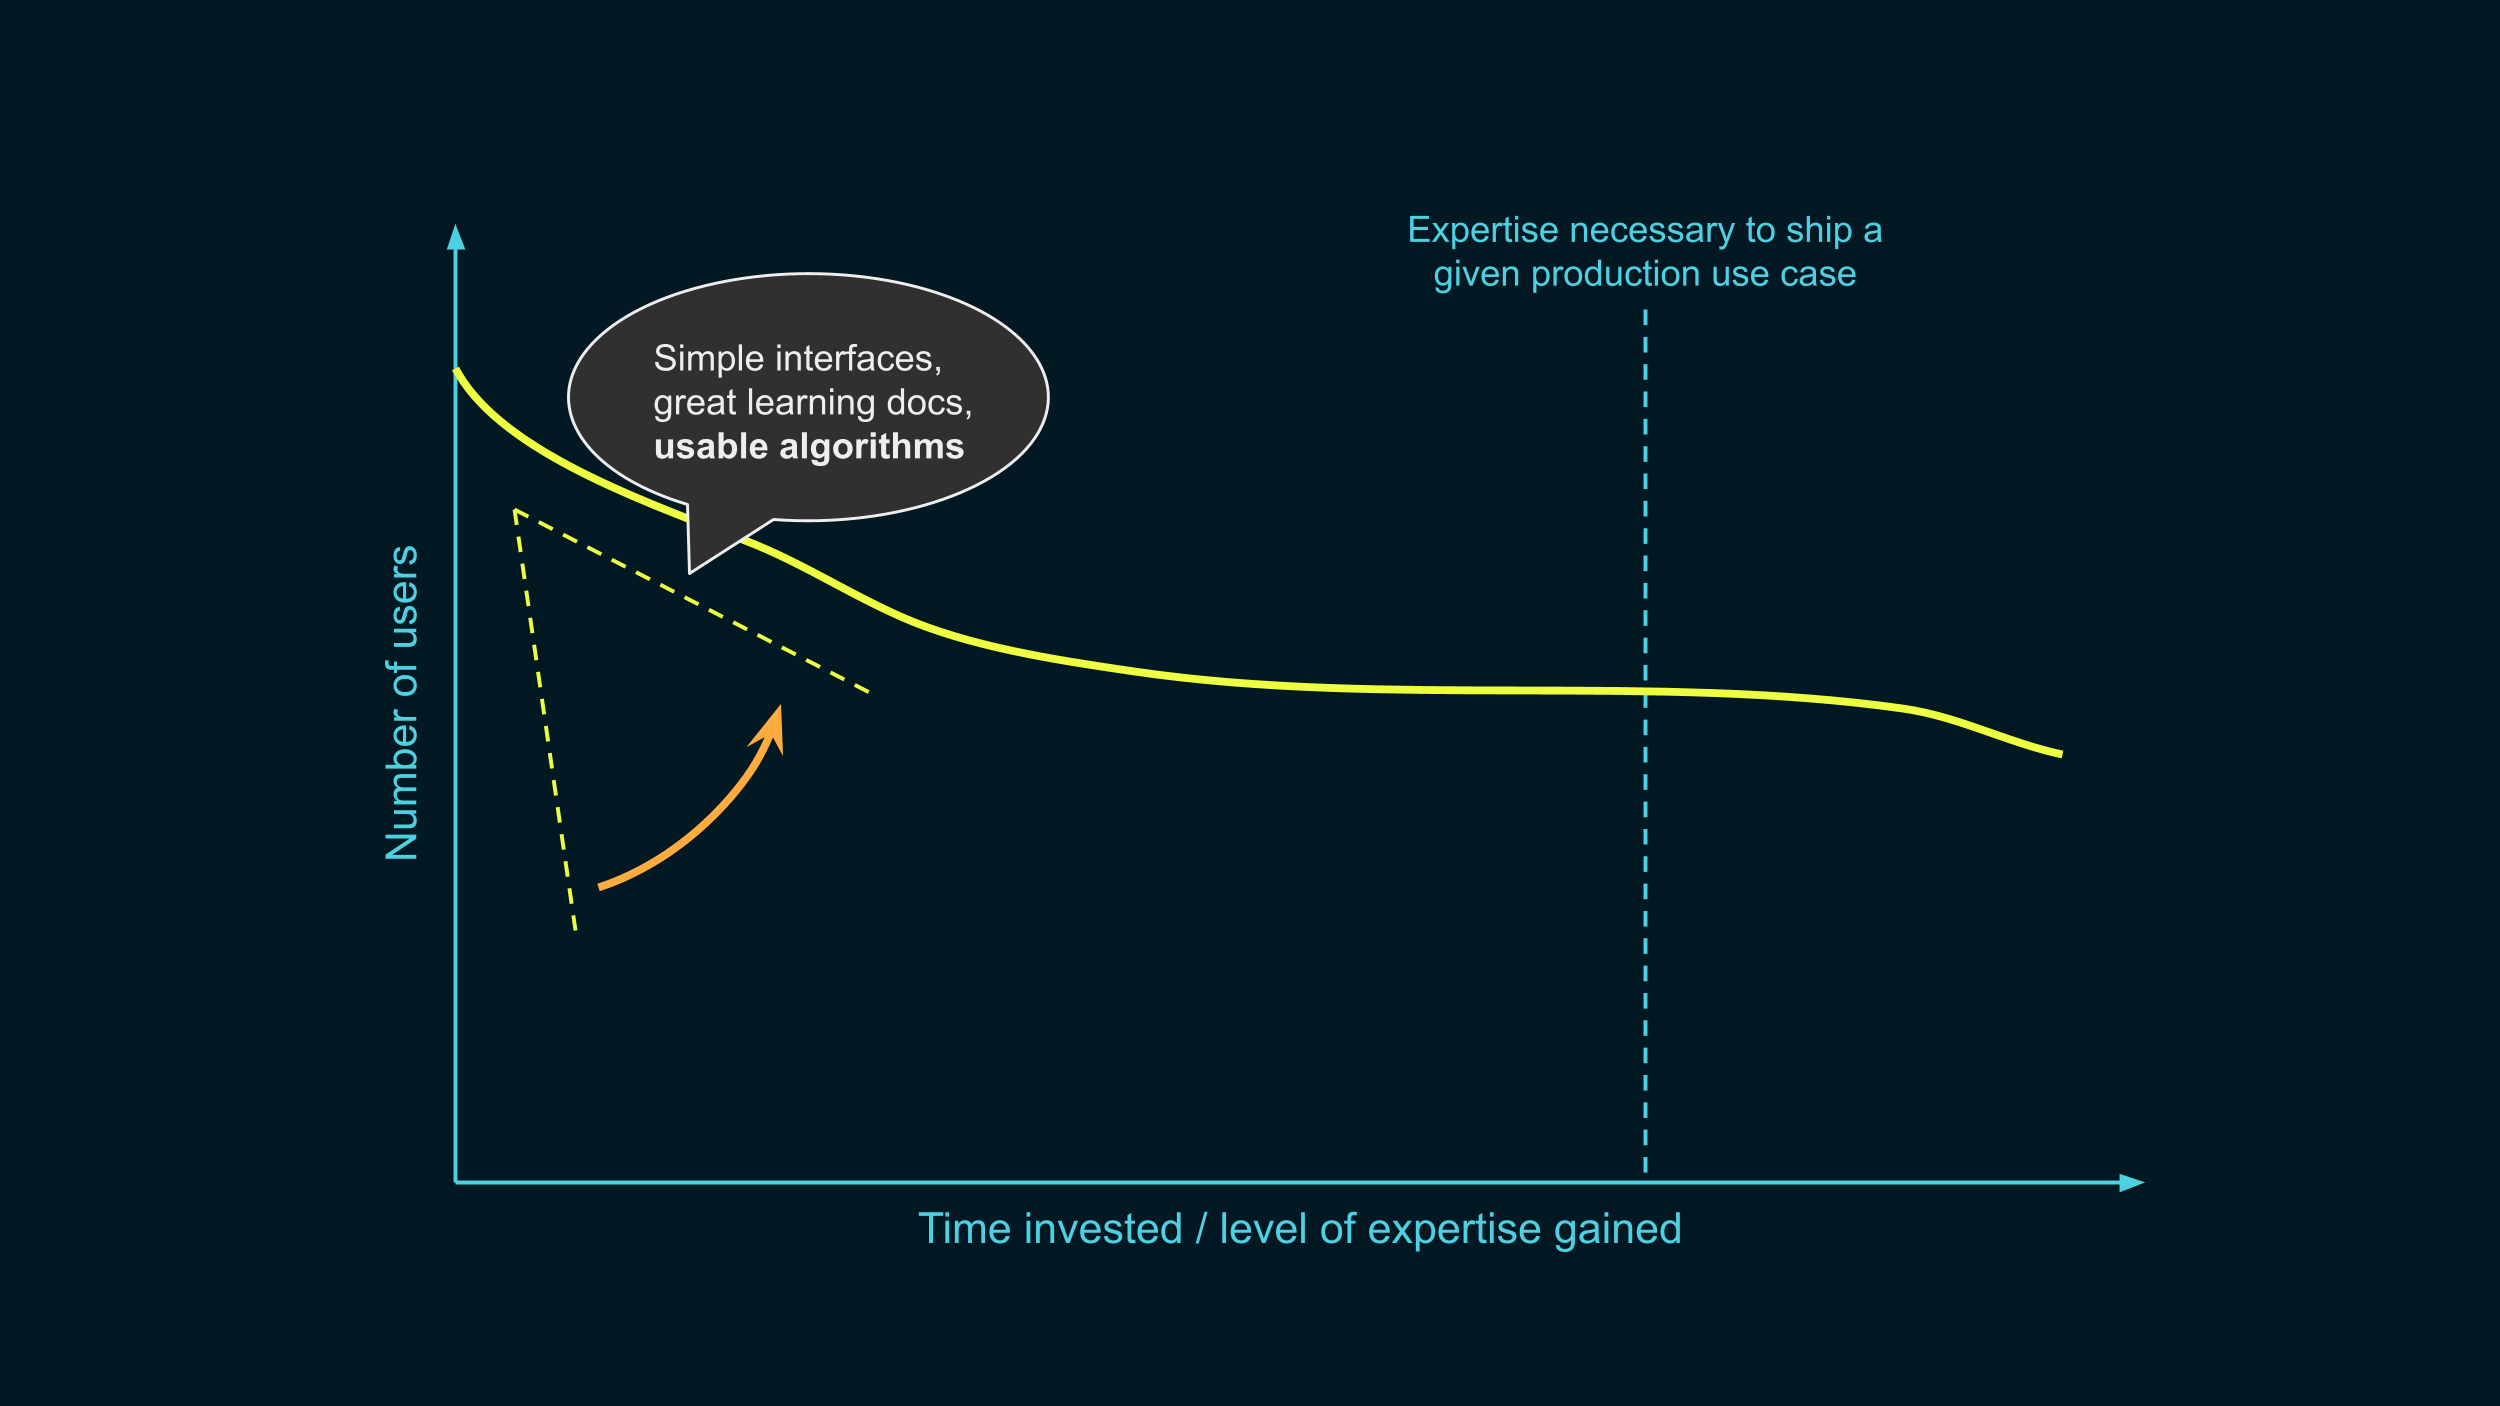 Expertise necessary to ship a
given production use case
Simple interfaces,
great learning docs,
usable algorithms
Number of users
Time invested / level of expertise gained